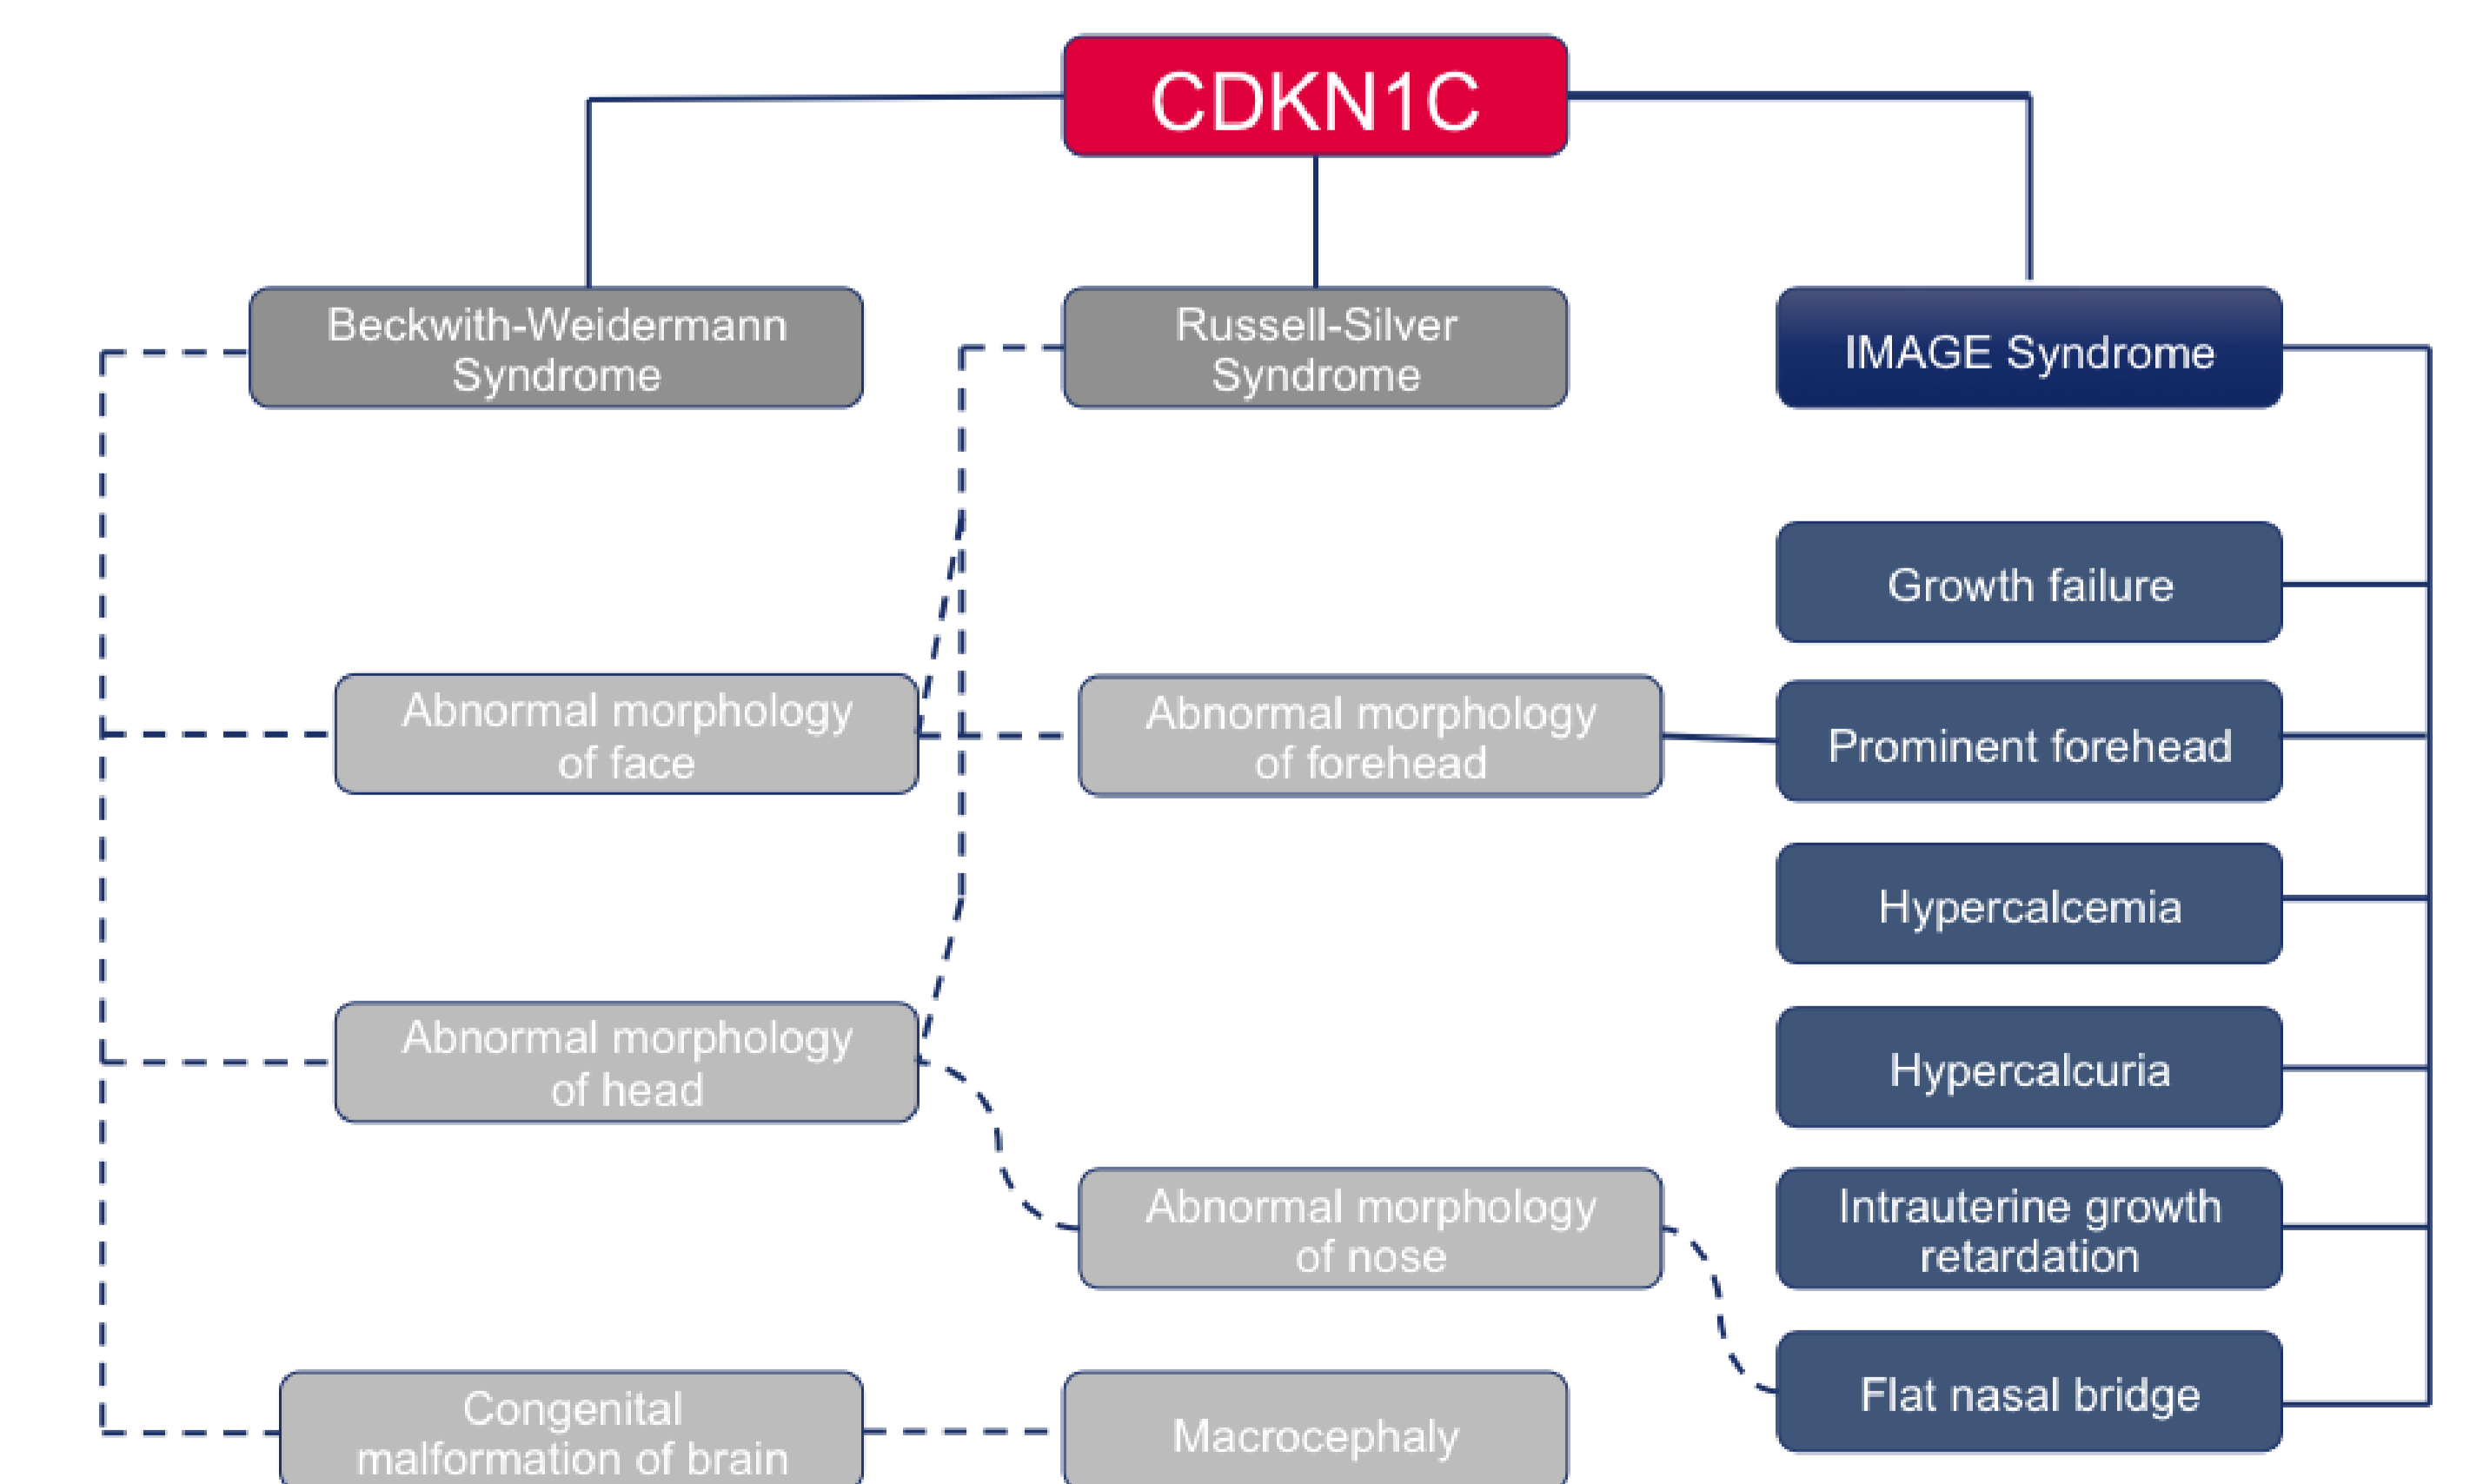 CDKN1C
Beckwith-Weidermann
Syndrome
Russell-Silver
Syndrome
IMAGE Syndrome
Growth failure
Abnormal morphology
of face
Abnormal morphology
of forehead
Prominent forehead
Hypercalcemia
Abnormal morphology
of head
Hypercalcuria
Abnormal morphology
of nose
Intrauterine growth
retardation
Flat nasal bridge
Congenital
malformation of brain
Macrocephaly